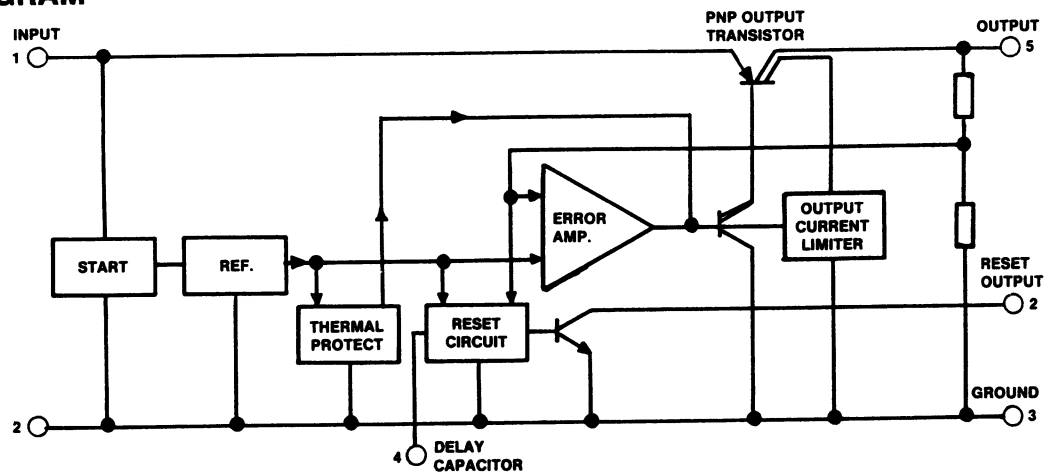 INPUT
1
PNP OUTPUT
TRANSISTOR
OUTPUT
5
START
REF.
THERMAL
PROTECT
RESET
CIRCUIT
ERROR
AMP.
OUTPUT
CURRENT
LIMITER
RESET
OUTPUT
2
GROUND
3
2
4
DELAY
CAPACITOR